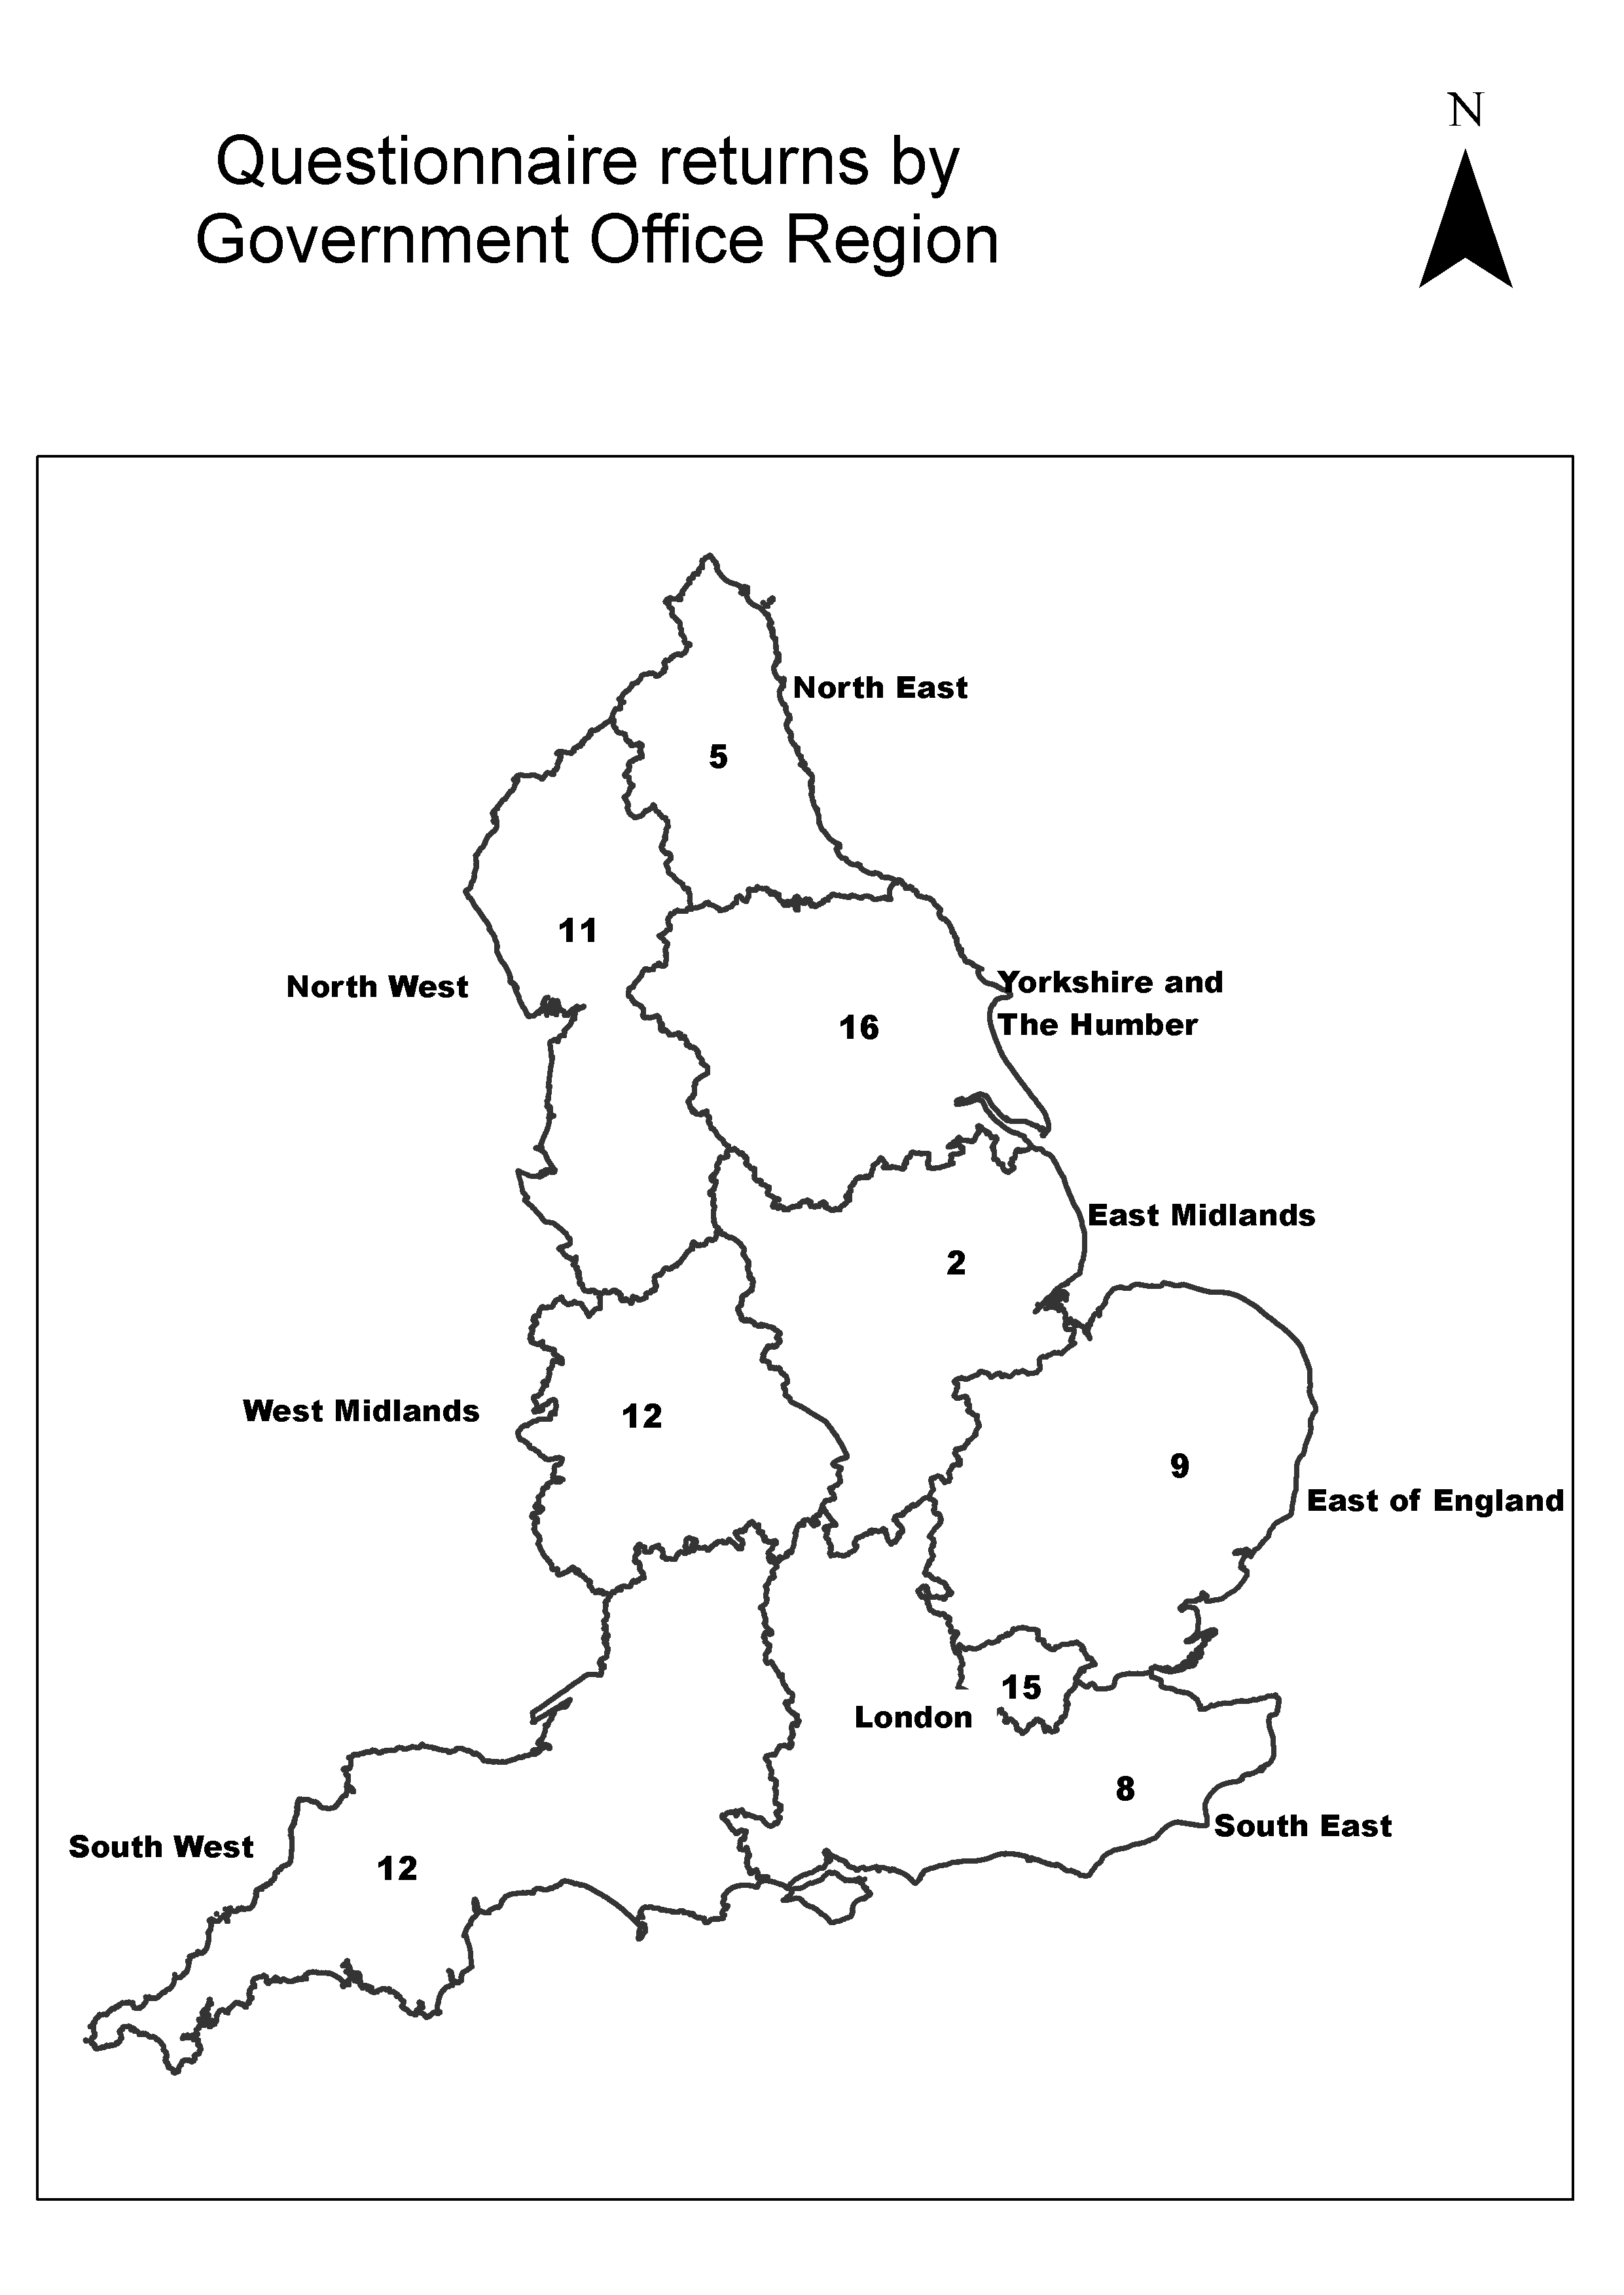 N
Questionnaire returns by
Government Office Region
North East
5
11
North West
Yorkshire and
16
The Humber
East Midlands
2
West Midlands
12
9
East of England
15
London
8
South East
South West
12